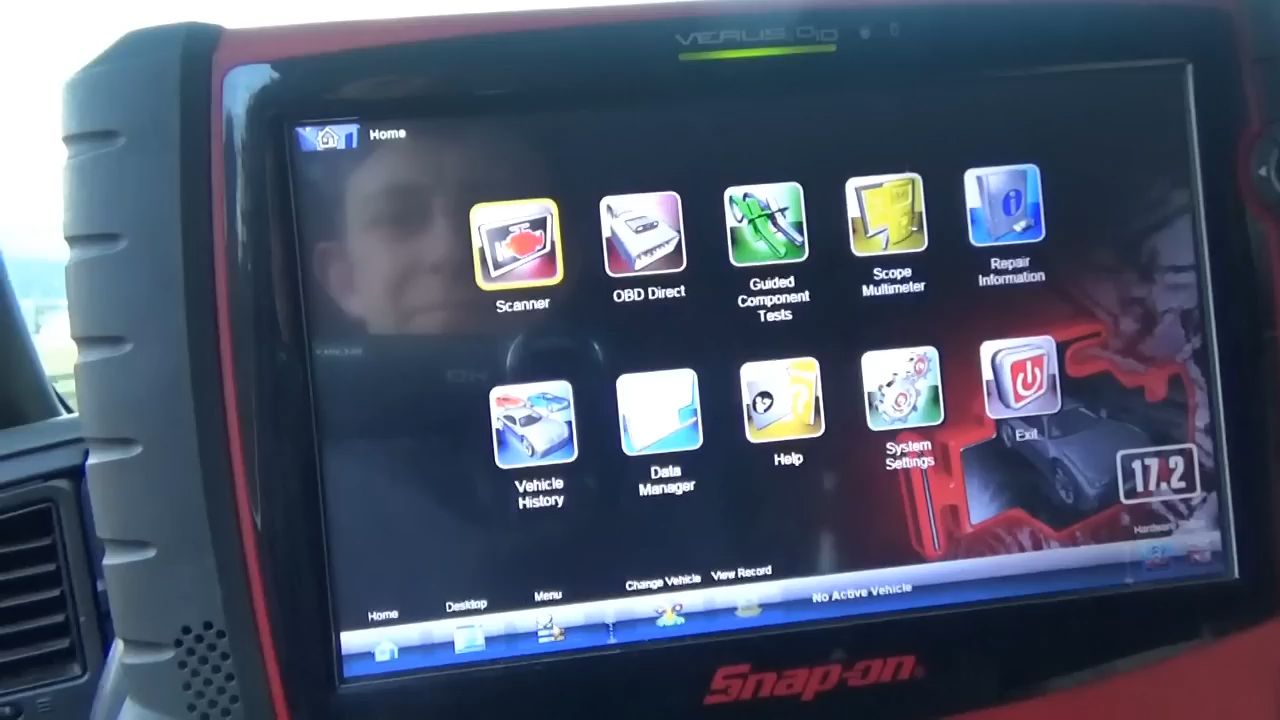 VERUS PRO
Home
Scanner
OBD Direct
Guided
Component
Tests
Scope
Multimeter
Repair
Information
Vehicle
History
Data
Manager
Help
System
Settings
Exit
17.2
Home
Desktop
Menu
Change Vehicle
View Record
No Active Vehicle
Hardware
Snap-on